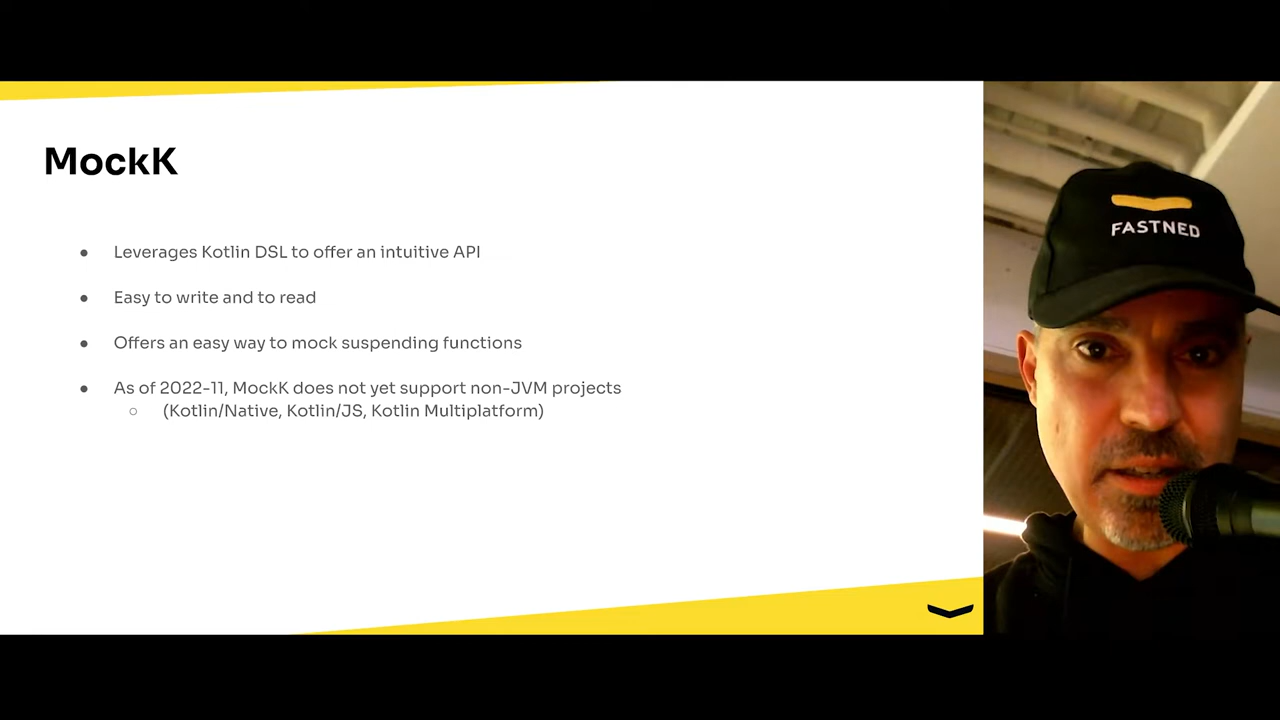 MockK
● Leverages Kotlin DSL to offer an intuitive API
● Easy to write and to read
● Offers an easy way to mock suspending functions
● As of 2022-11, MockK does not yet support non-JVM projects
○ (Kotlin/Native, Kotlin/JS, Kotlin Multiplatform)
FASTNED